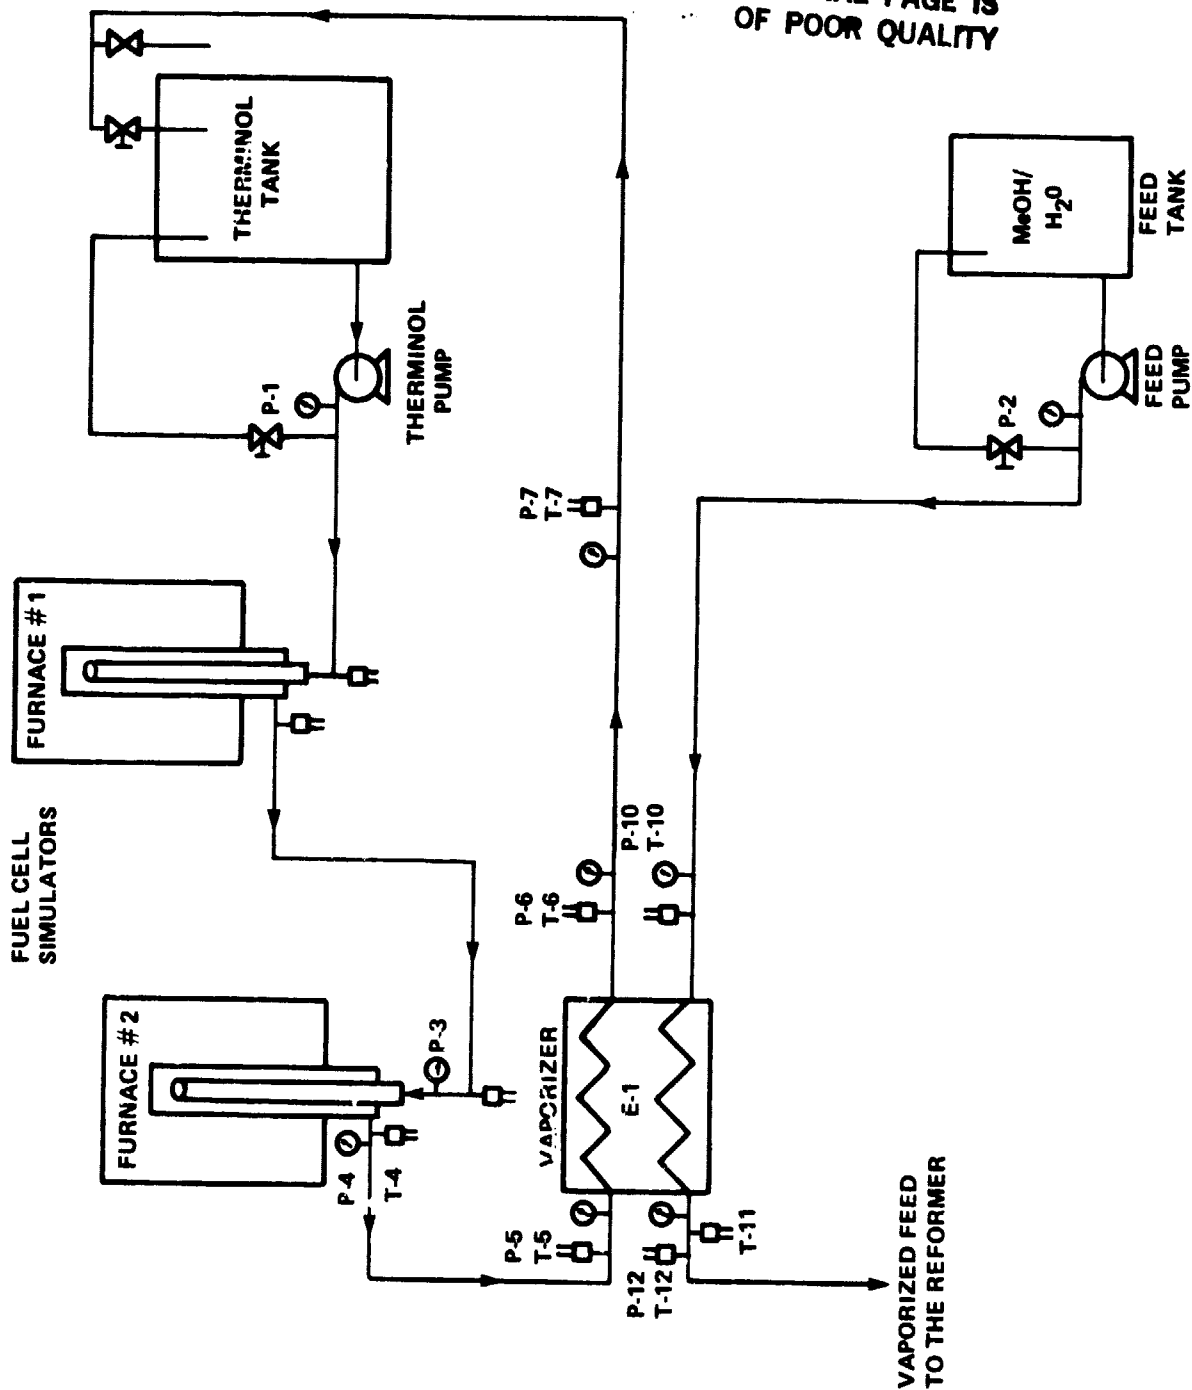 OF POOR QUALITY
FUEL CELL
SIMULATORS
FURNACE #2
FURNACE #1
THERMINOL
TANK
P-1
THERMINOL
PUMP
P-3
P-4
T-4
P-5
T-5
VAPORIZER
E-1
P-6
T-6
P-7
T-7
P-10
T-10
P-12
T-12
T-11
P-2
MeOH/
H2O
FEED
TANK
FEED
PUMP
VAPORIZED FEED
TO THE REFORMER